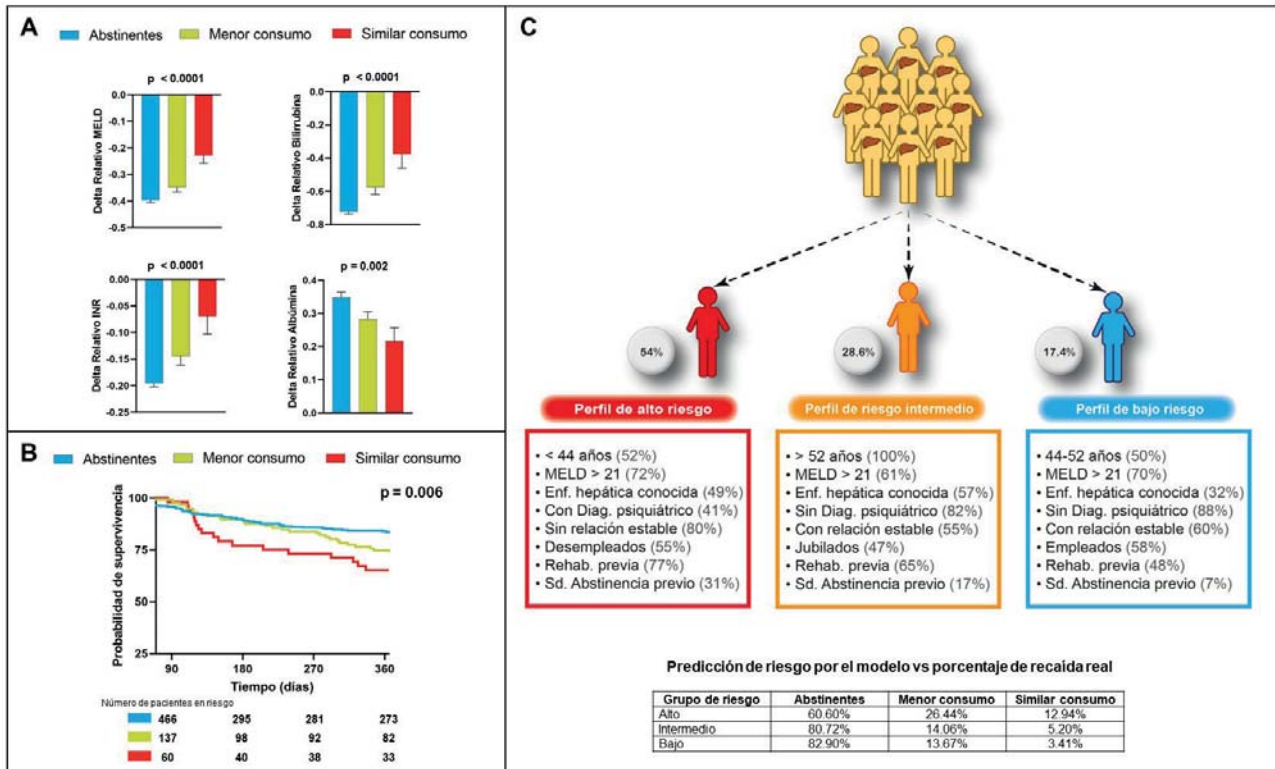 A
Abstinentes Menor consumo Similar consumo
p < 0.0001
Delta Relativo MELD
0.0
-0.1
-0.2
-0.3
-0.4
-0.5
p < 0.0001
Delta Relativo Bilirrubina
0.0
-0.2
-0.4
-0.6
-0.8
p < 0.0001
Delta Relativo INR
0.00
-0.05
-0.10
-0.15
-0.20
-0.25
p = 0.002
Delta Relativo Albúmina
0.4
0.3
0.2
0.1
0.0
B
Abstinentes Menor consumo Similar consumo
p = 0.006
Probabilidad de supervivencia
100
75
50
25
90 180 270 360
Tiempo (días)
Número de pacientes en riesgo
466 295 281 273
137 98 92 82
60 40 38 33
C
54%
28.6%
17.4%
Perfil de alto riesgo
• < 44 años (52%)
• MELD > 21 (72%)
• Enf. hepática conocida (49%)
• Con Diag. psiquiátrico (41%)
• Sin relación estable (80%)
• Desempleados (55%)
• Rehab. previa (77%)
• Sd. Abstinencia previo (31%)
Perfil de riesgo intermedio
• > 52 años (100%)
• MELD > 21 (61%)
• Enf. hepática conocida (57%)
• Sin Diag. psiquiátrico (82%)
• Con relación estable (55%)
• Jubilados (47%)
• Rehab. previa (65%)
• Sd. Abstinencia previo (17%)
Perfil de bajo riesgo
• 44-52 años (50%)
• MELD > 21 (70%)
• Enf. hepática conocida (32%)
• Sin Diag. psiquiátrico (88%)
• Con relación estable (60%)
• Empleados (58%)
• Rehab. previa (48%)
• Sd. Abstinencia previo (7%)
Predicción de riesgo por el modelo vs porcentaje de recaída real
Grupo de riesgo Abstinentes Menor consumo Similar consumo
Alto 60.60% 26.44% 12.94%
Intermedio 80.72% 14.06% 5.20%
Bajo 82.90% 13.67% 3.41%